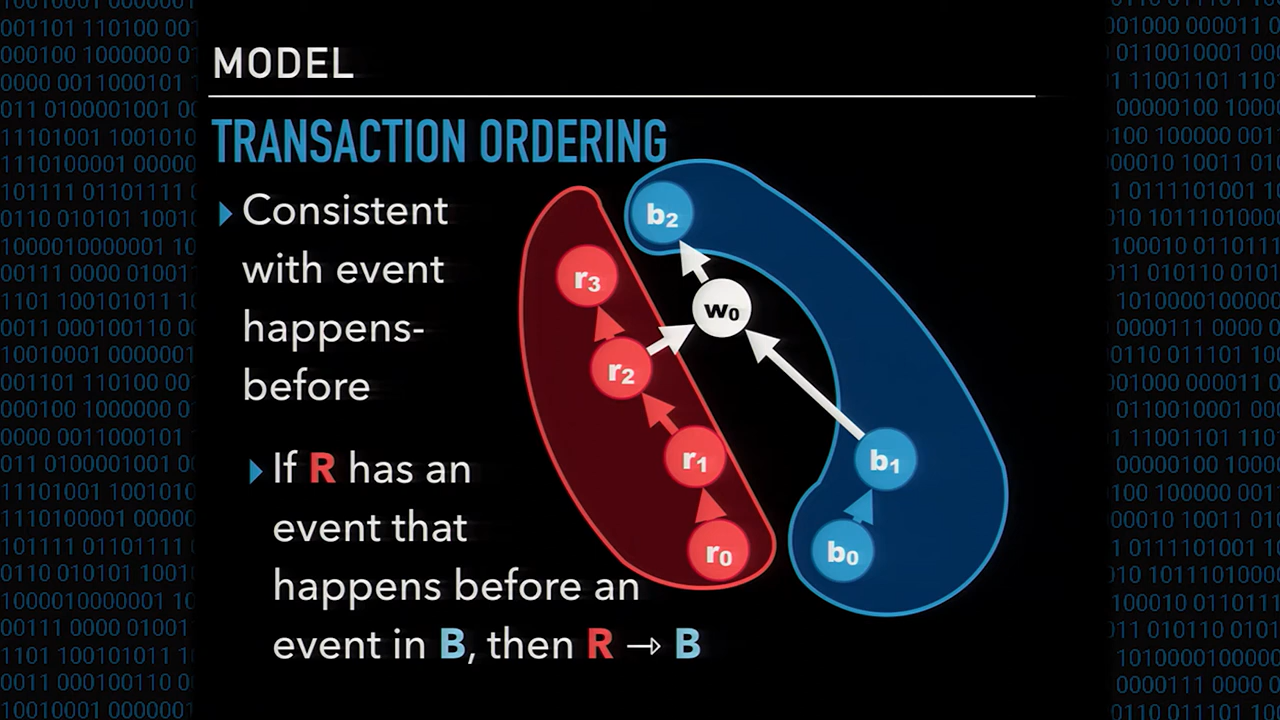 MODEL
TRANSACTION ORDERING
Consistent
with event
happens-
before
If R has an
event that
happens before an
event in B, then R → B
b₂
r₃
w₀
r₂
r₁
b₁
r₀
b₀